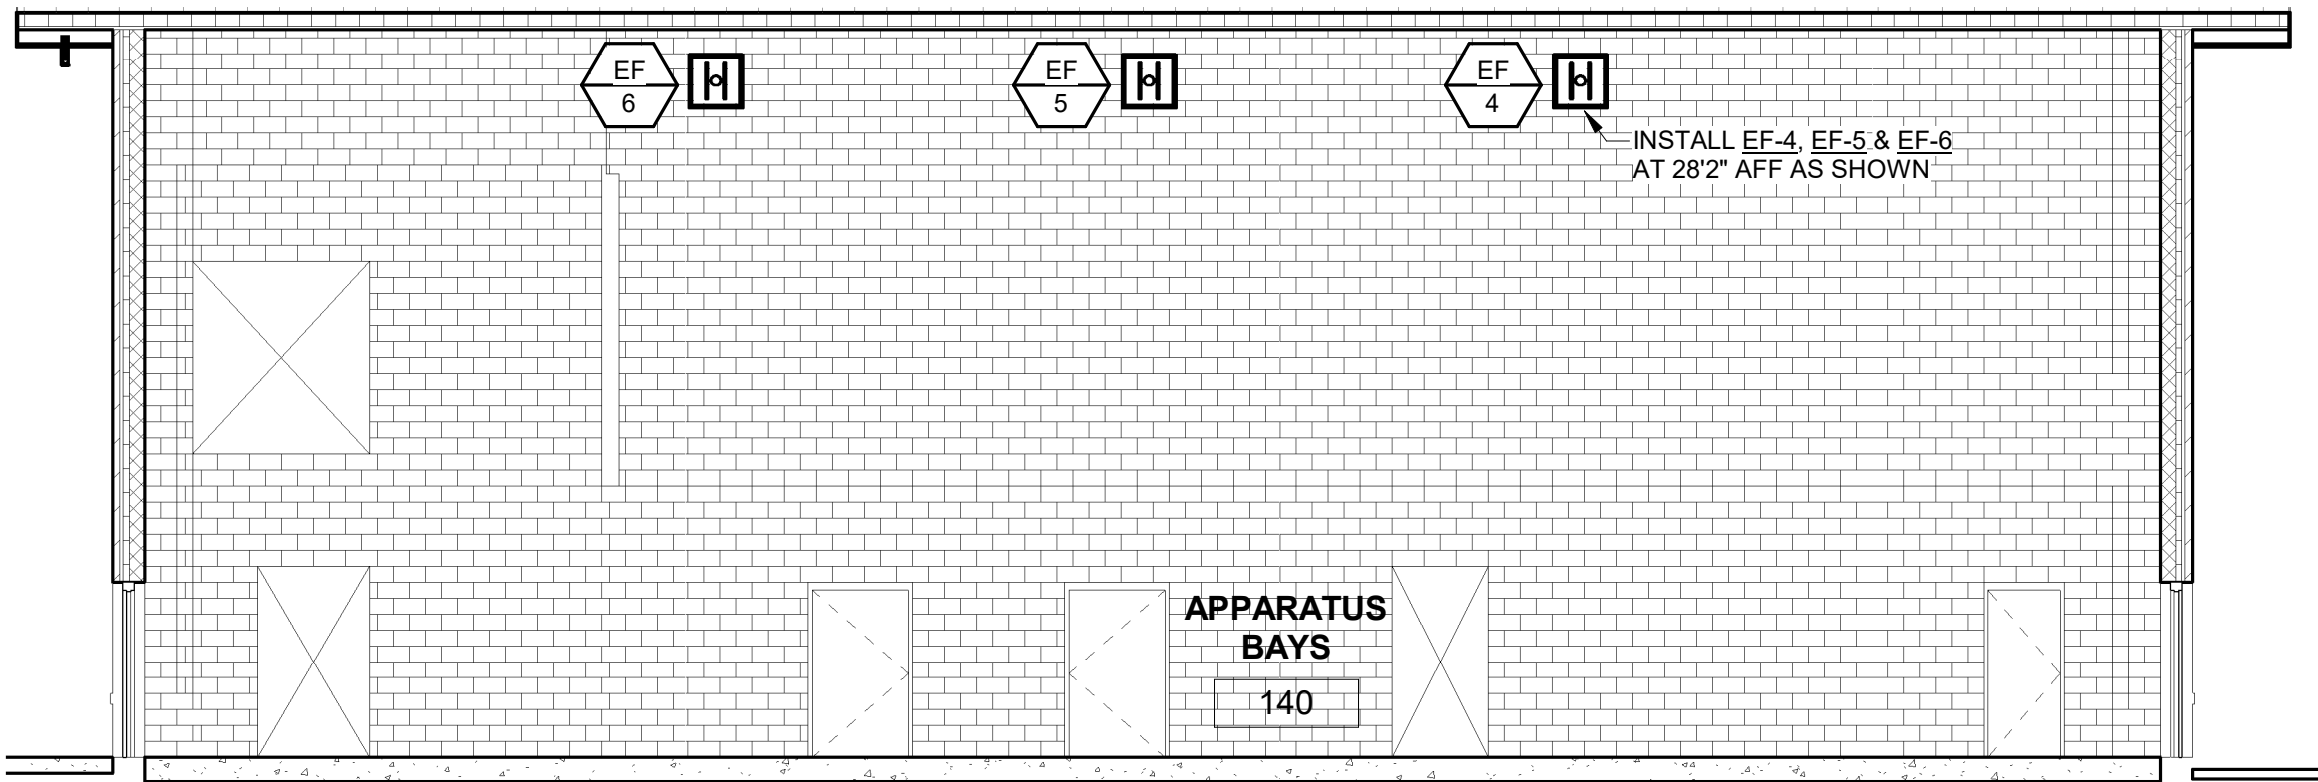 EF
6
EF
5
EF
4
INSTALL EF-4, EF-5 & EF-6
AT 28'2" AFF AS SHOWN
APPARATUS
BAYS
140